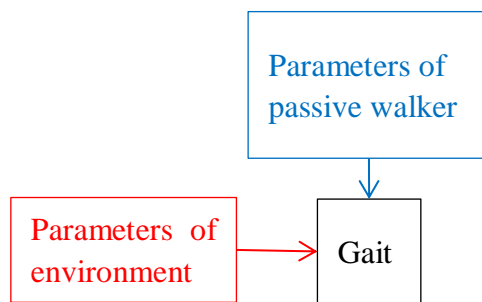 Parameters of
passive walker
Parameters of
environment
Gait